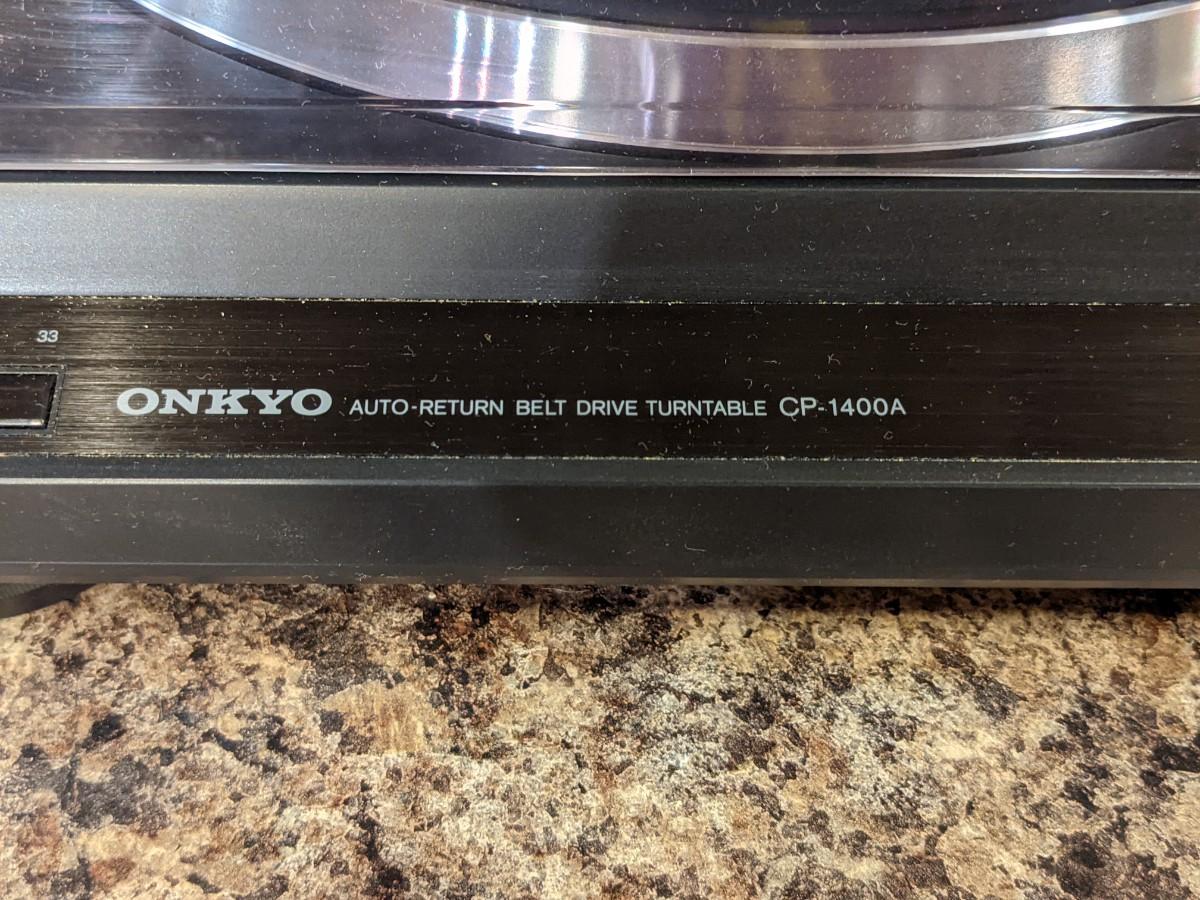 33
ONKYO AUTO-RETURN BELT DRIVE TURNTABLE CP-1400A